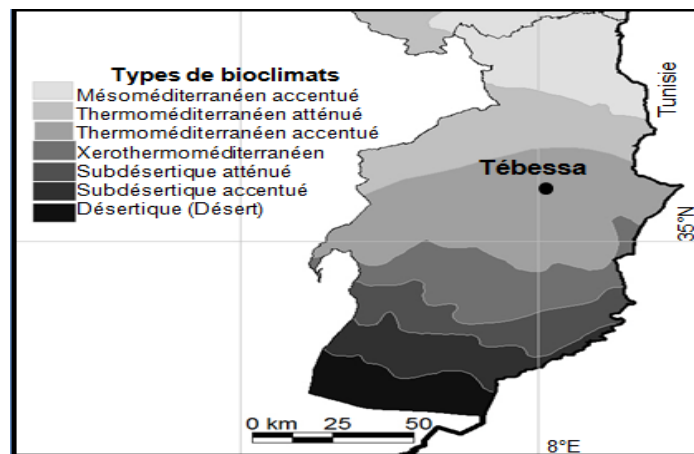 Types de bioclimats
Mésoméditerranéen accentué
Thermoméditerranéen atténué
Thermoméditerranéen accentué
Xerothermoméditerranéen
Subdésertique atténué
Subdésertique accentué
Désertique (Désert)
Tunisie
Tébessa
35°N
0 km 25 50
8°E